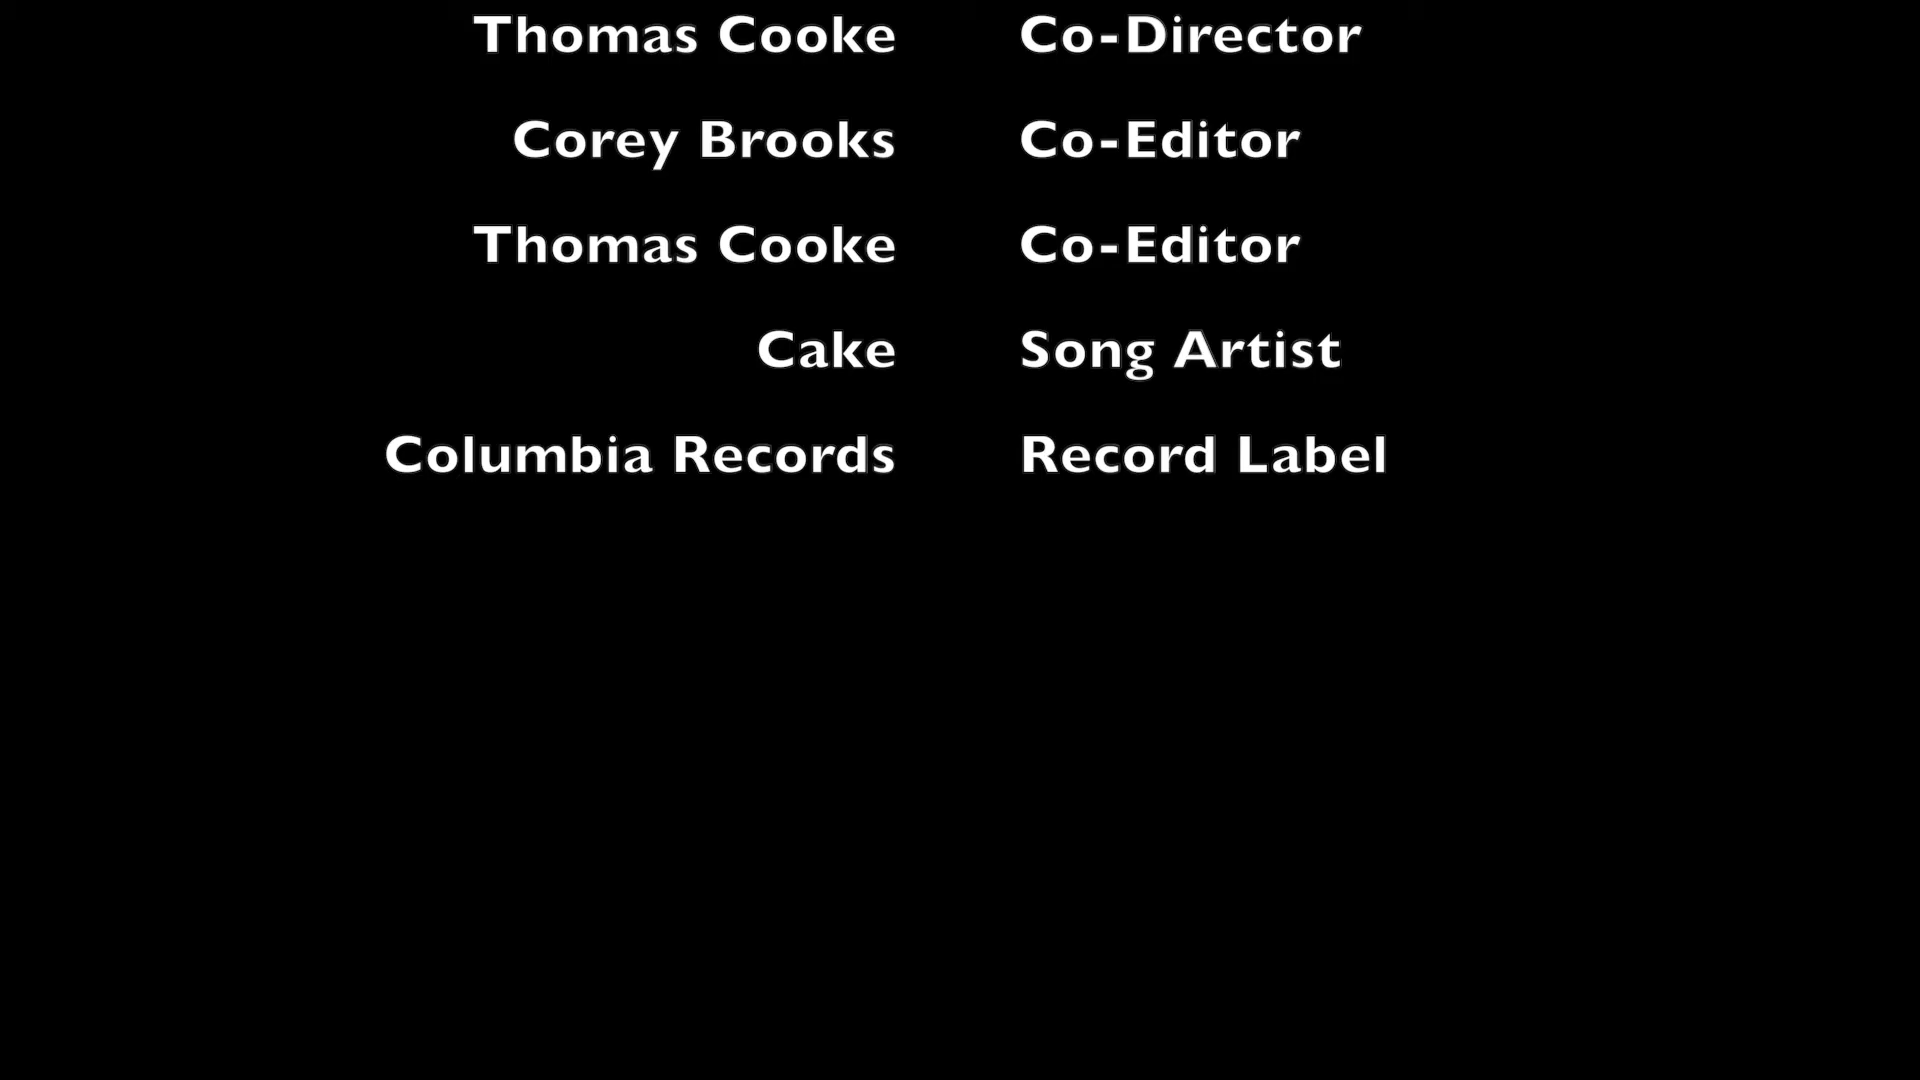 Thomas Cooke Co-Director
Corey Brooks Co-Editor
Thomas Cooke Co-Editor
Cake Song Artist
Columbia Records Record Label